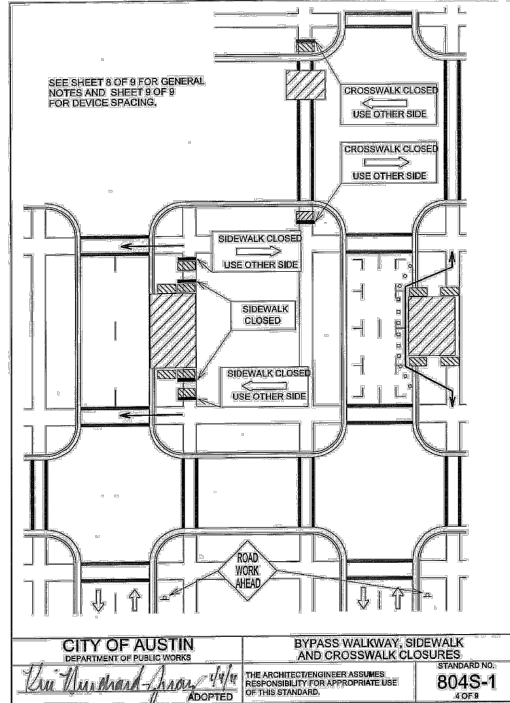 SEE SHEET 8 OF 9 FOR GENERAL
NOTES AND SHEET 9 OF 9
FOR DEVICE SPACING.
CROSSWALK CLOSED
USE OTHER SIDE
CROSSWALK CLOSED
USE OTHER SIDE
SIDEWALK CLOSED
USE OTHER SIDE
SIDEWALK
CLOSED
SIDEWALK CLOSED
USE OTHER SIDE
ROAD
WORK
AHEAD
CITY OF AUSTIN
DEPARTMENT OF PUBLIC WORKS
ADOPTED
BYPASS WALKWAY, SIDEWALK
AND CROSSWALK CLOSURES
THE ARCHITECT/ENGINEER ASSUMES
RESPONSIBILITY FOR APPROPRIATE USE
OF THIS STANDARD.
STANDARD NO.
804S-1
4 OF 9